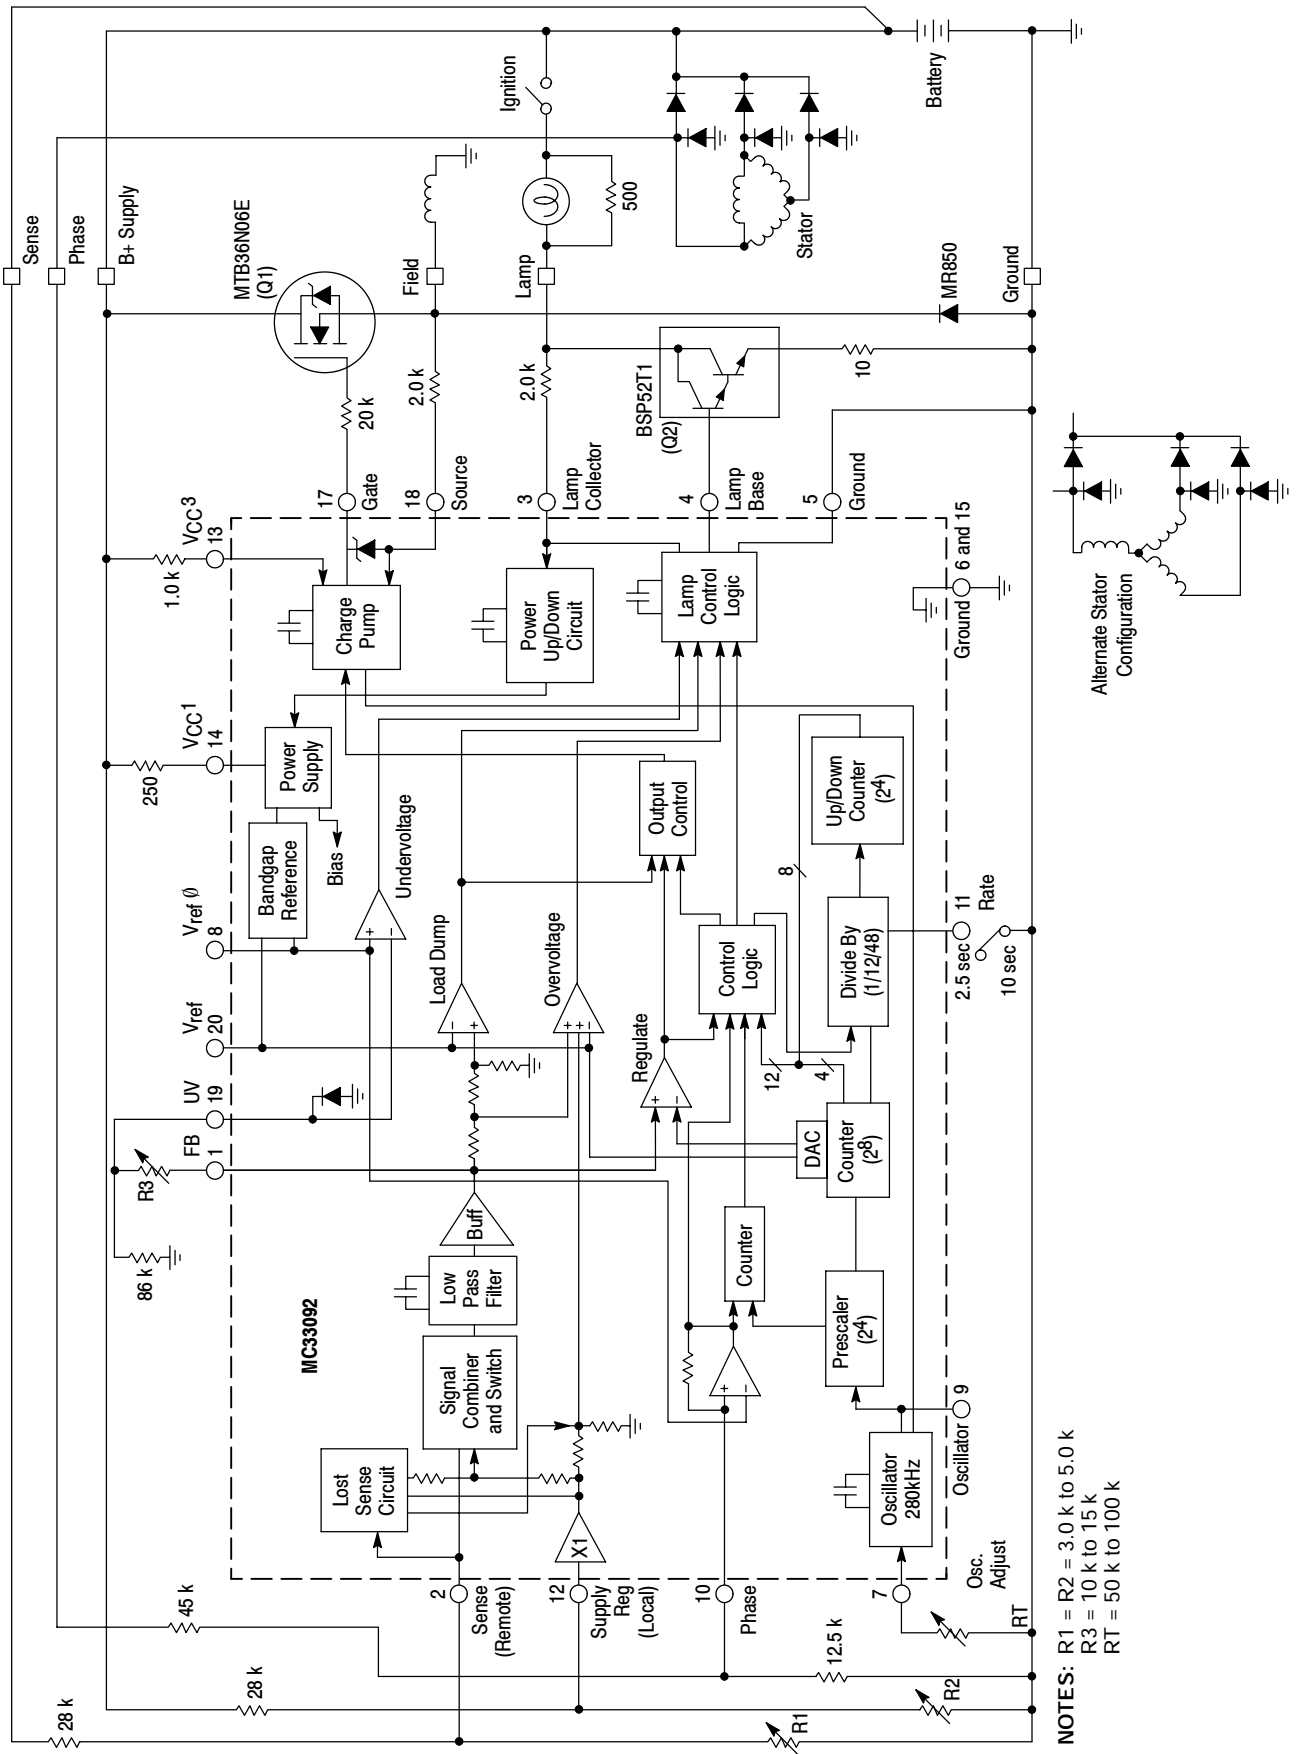 Sense
Phase
B+ Supply
MTB36N06E
(Q1)
Field
Lamp
Ignition
500
Stator
Battery
MR850
Ground
20 k
2.0 k
2.0 k
BSP52T1
(Q2)
10
1.0 k
VCC3
13
17
Gate
18
Source
3
Lamp
Collector
4
Lamp
Base
5
Ground
6 and 15
Ground
Alternate Stator
Configuration
250
VCC1
14
Charge
Pump
Power
Up/Down
Circuit
Lamp
Control
Logic
Power
Supply
Bandgap
Reference
Bias
Vref Ø
8
Vref
20
UV
19
FB
1
R3
86 k
+
-
Undervoltage
Load Dump
-
+
Overvoltage
+
+
-
Output
Control
Up/Down
Counter
(24)
8
Regulate
+
-
Control
Logic
Divide By
(1/12/48)
11
Rate
2.5 sec
10 sec
12
4
DAC
Counter
(28)
Counter
Prescaler
(24)
Buff
Low
Pass
Filter
Signal
Combiner
and Switch
MC33092
Lost
Sense
Circuit
X1
+
-
Oscillator
280kHz
9
Oscillator
45 k
28 k
28 k
2
Sense
(Remote)
12
Supply
Reg
(Local)
10
Phase
7
Osc.
Adjust
RT
12.5 k
R2
R1
NOTES: R1 = R2 = 3.0 k to 5.0 k
R3 = 10 k to 15 k
RT = 50 k to 100 k